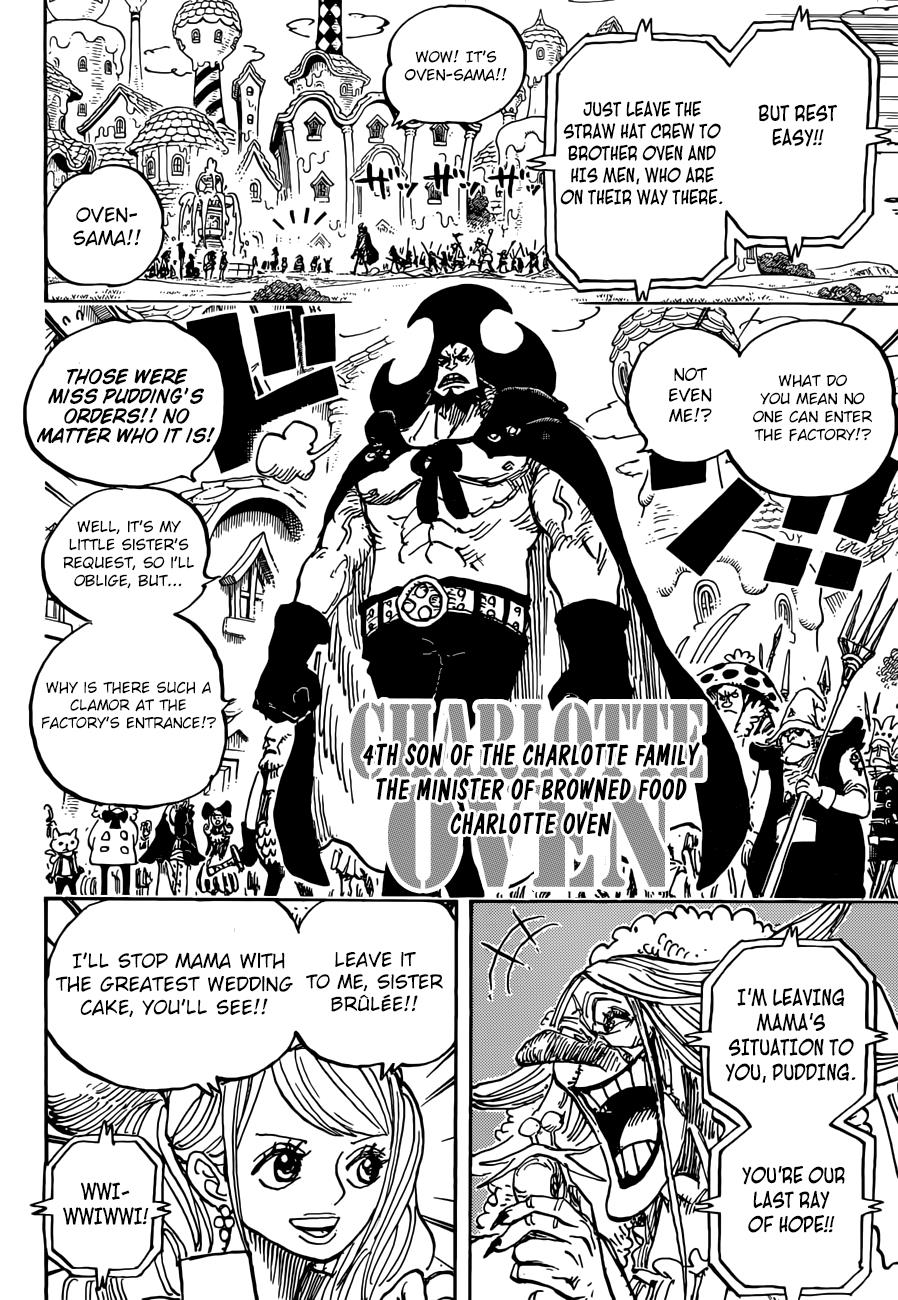 BUT REST
EASY!!
JUST LEAVE THE
STRAW HAT CREW TO
BROTHER OVEN AND
HIS MEN, WHO ARE
ON THEIR WAY THERE.
WOW! IT'S
OVEN-SAMA!!
ザッ ザッ ザッ
OVEN-
SAMA!!
WHAT DO
YOU MEAN NO
ONE CAN ENTER
THE FACTORY!?
NOT
EVEN
ME!?
THOSE WERE
MISS PUDDING'S
ORDERS!! NO
MATTER WHO IT IS!
WELL, IT'S MY
LITTLE SISTER'S
REQUEST, SO I'LL
OBLIGE, BUT...
WHY IS THERE SUCH A
CLAMOR AT THE
FACTORY'S ENTRANCE!?
CHARLOTTE
OVEN
4TH SON OF THE CHARLOTTE FAMILY
THE MINISTER OF BROWNED FOOD
CHARLOTTE OVEN
I'M LEAVING
MAMA'S
SITUATION TO
YOU, PUDDING.
YOU'RE OUR
LAST RAY
OF HOPE!!
LEAVE IT
TO ME, SISTER
BRÛLÉE!!
I'LL STOP MAMA WITH
THE GREATEST WEDDING
CAKE, YOU'LL SEE!!
WWI-
WWIWWI!